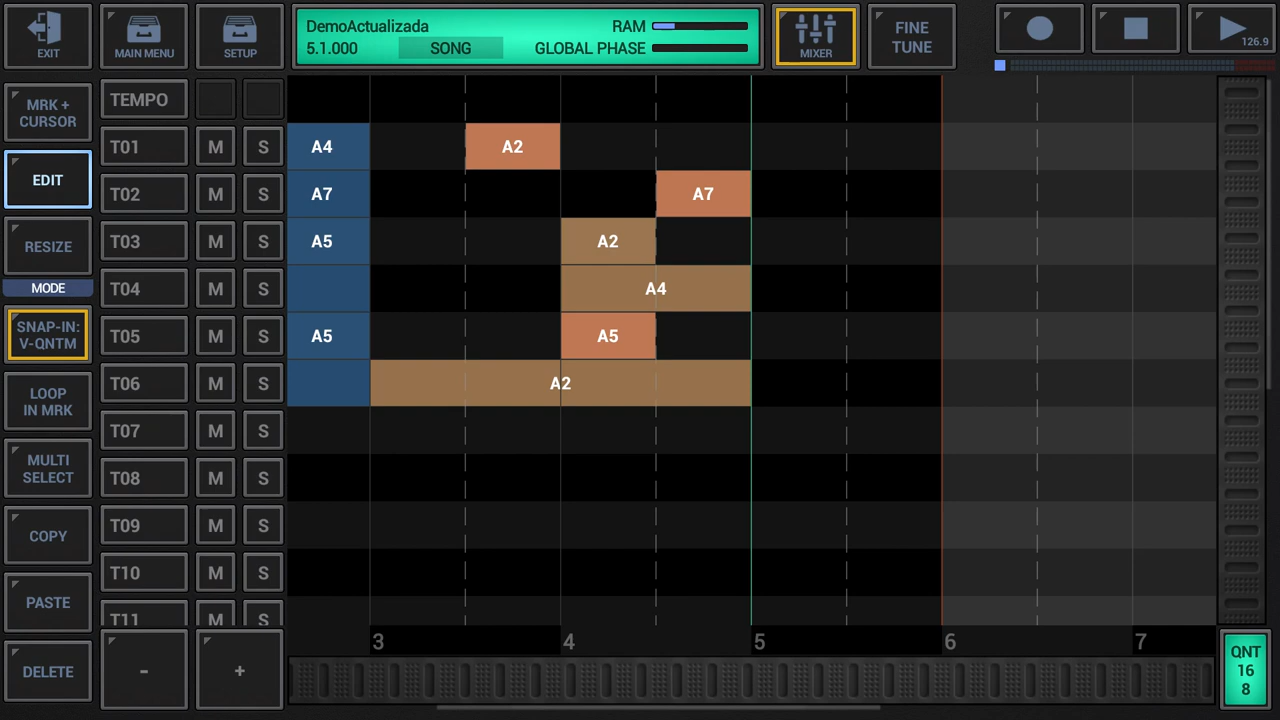 EXIT
MAIN MENU
SETUP
DemoActualizada
RAM
5.1.000
SONG
GLOBAL PHASE
MIXER
FINE
TUNE
126.9
MRK +
CURSOR
EDIT
RESIZE
MODE
SNAP-IN:
V-QNTM
LOOP
IN MRK
MULTI
SELECT
COPY
PASTE
DELETE
TEMPO
T01 M S A4 A2
T02 M S A7 A7
T03 M S A5 A2
T04 M S A4
T05 M S A5 A5
T06 M S A2
T07 M S
T08 M S
T09 M S
T10 M S
T11 M S
- +
3 4 5 6 7
QNT
16
8